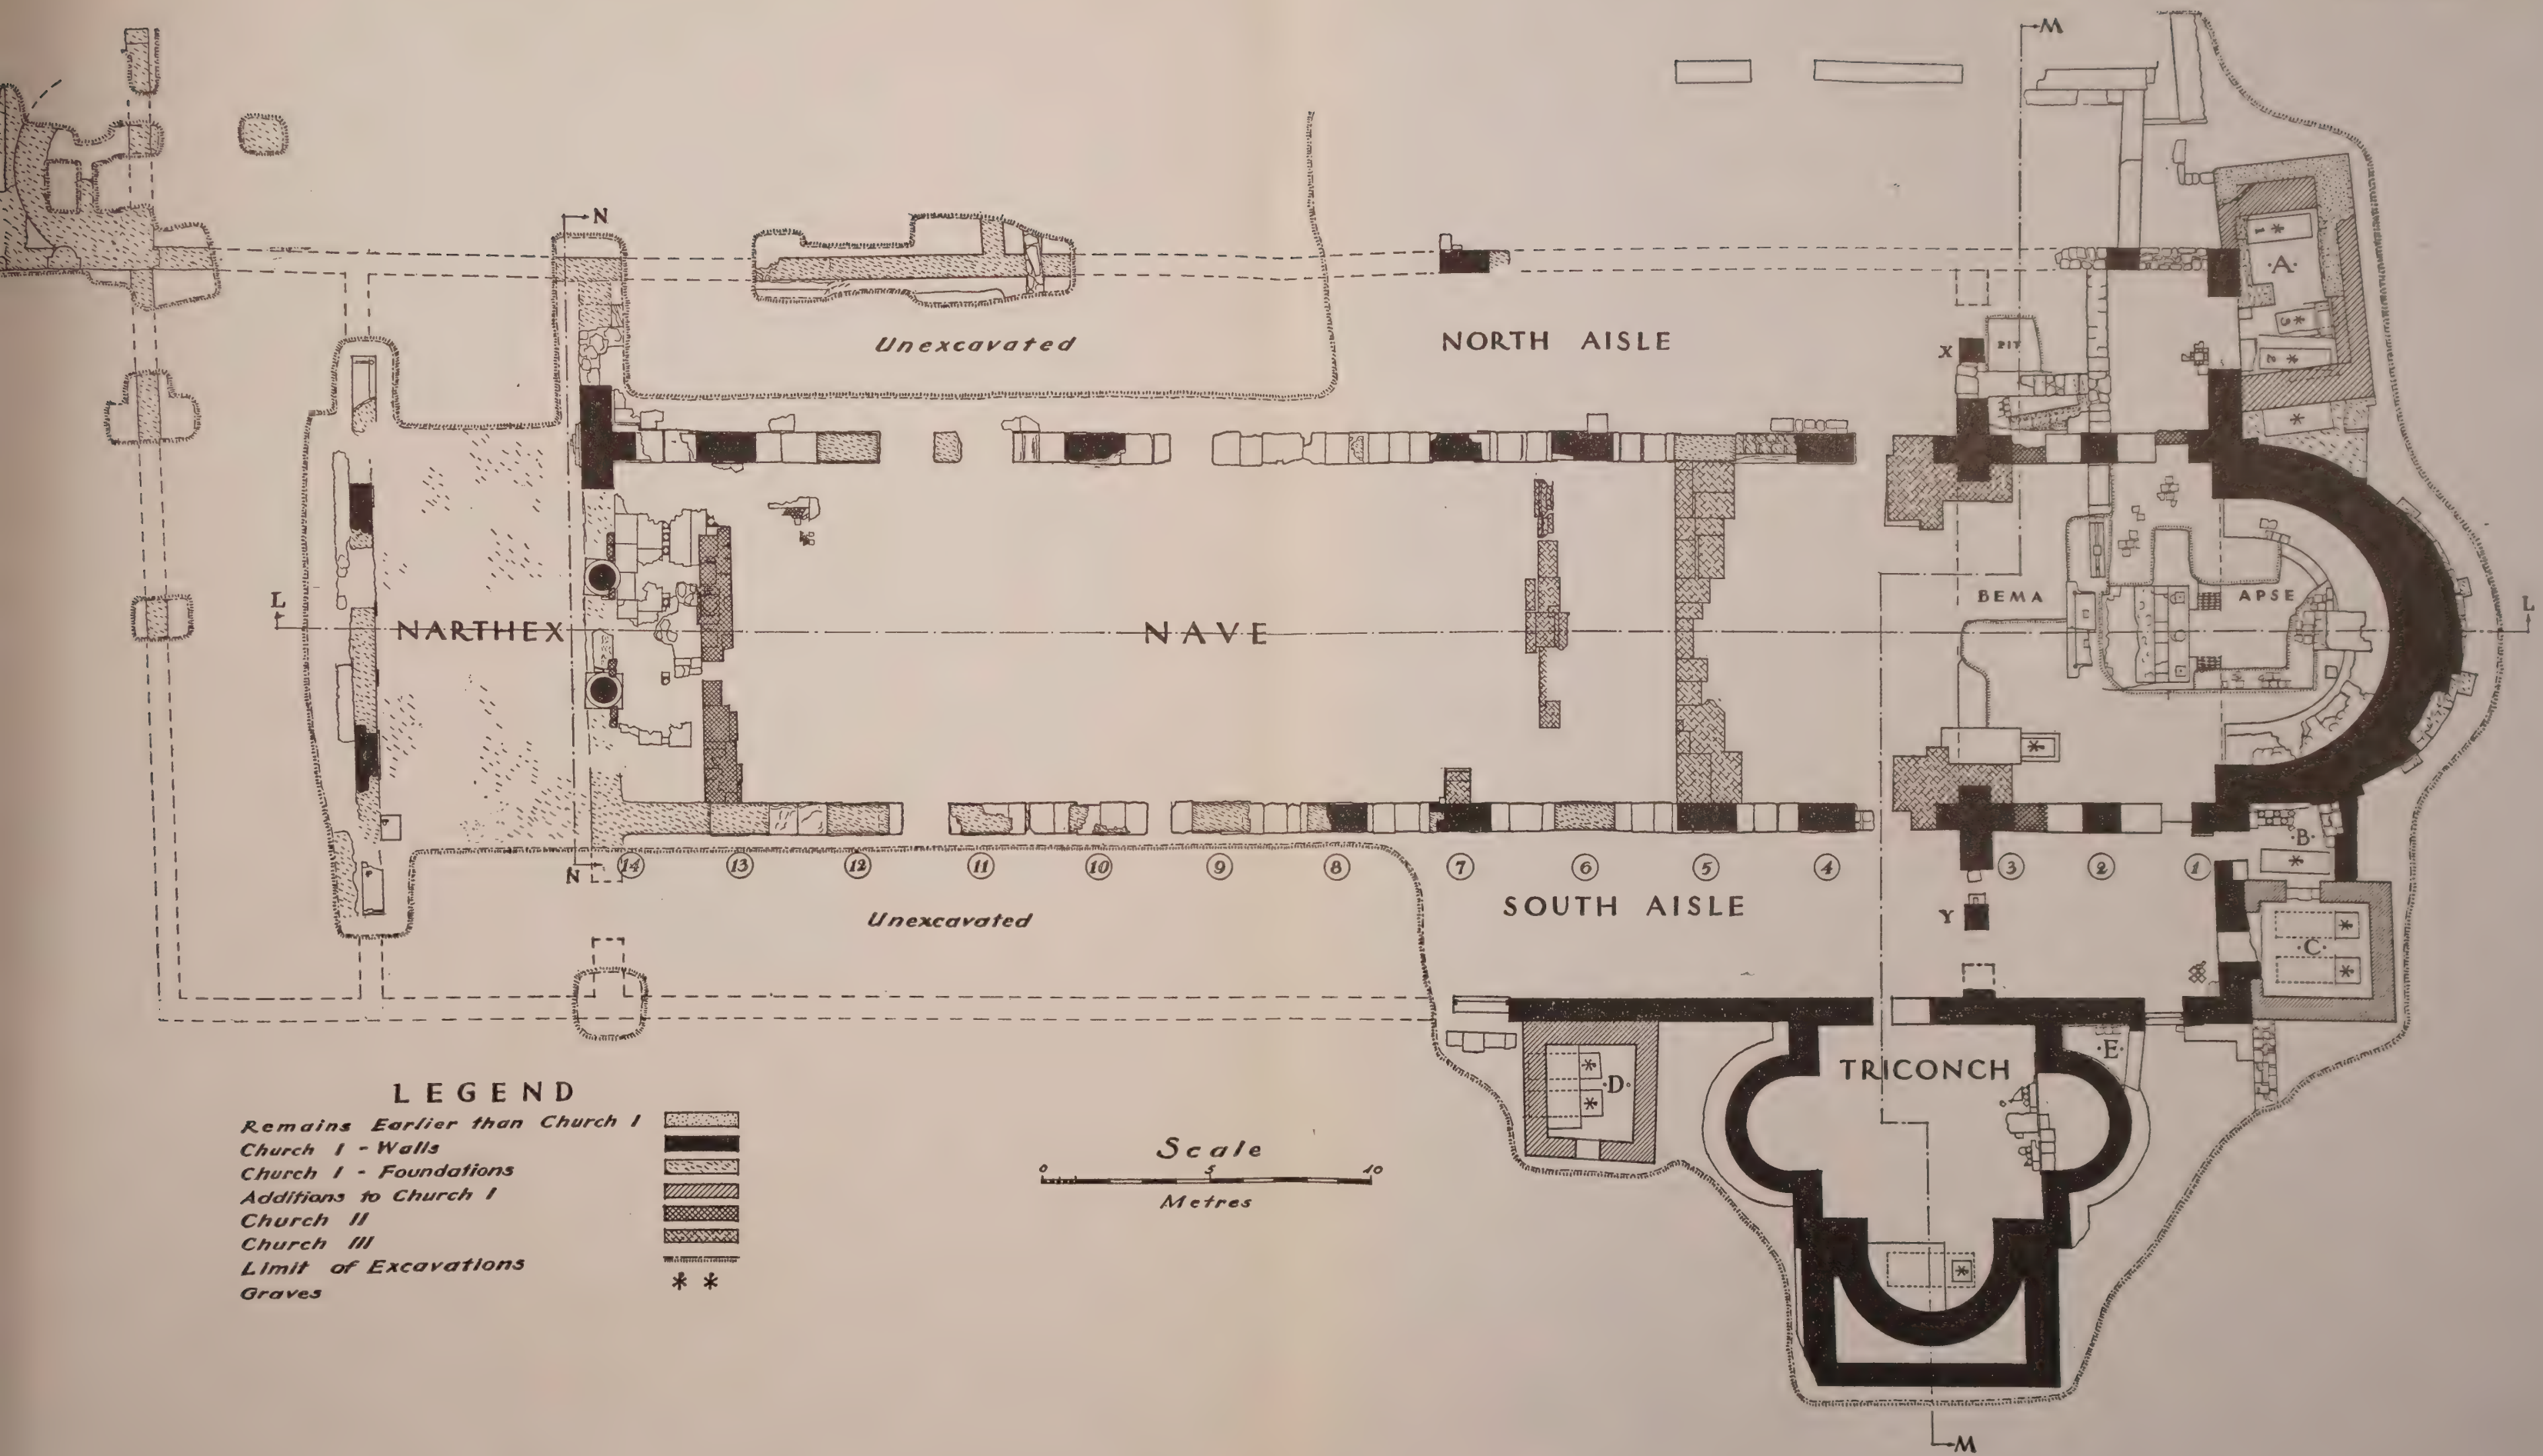 M
N
·A·
1 *
3 *
2 *
*
NORTH AISLE
Unexcavated
X
PIT
L
NARTHEX
NAVE
BEMA
APSE
L
*
·B·
*
N
14 13 12 11 10 9 8 7 6 5 4 3 2 1
Unexcavated
SOUTH AISLE
Y
·C·
*
*
·D·
*
*
TRICONCH
·E·
*
LEGEND
Remains Earlier than Church I
Church I - Walls
Church I - Foundations
Additions to Church I
Church II
Church III
Limit of Excavations
Graves
* *
Scale
0 5 10
Metres
M